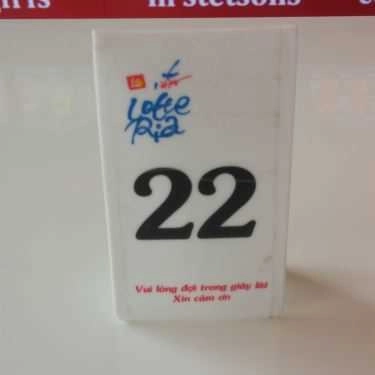 in stetsons
Lotte
Ria
22
Vui lòng đợi trong giây lát
Xin cảm ơn